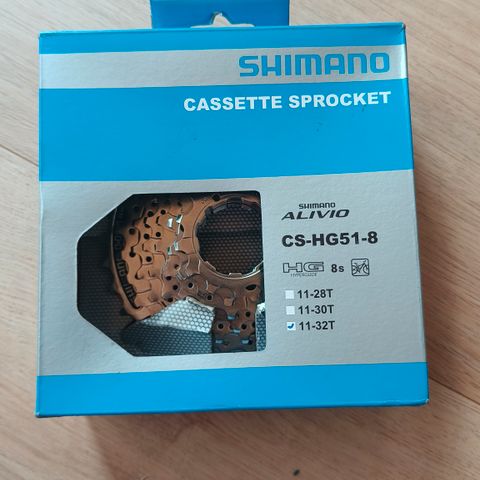 SHIMANO
CASSETTE SPROCKET
SHIMANO
ALIVIO
CS-HG51-8
HG 8s
HYPERGLIDE
11-28T
11-30T
11-32T